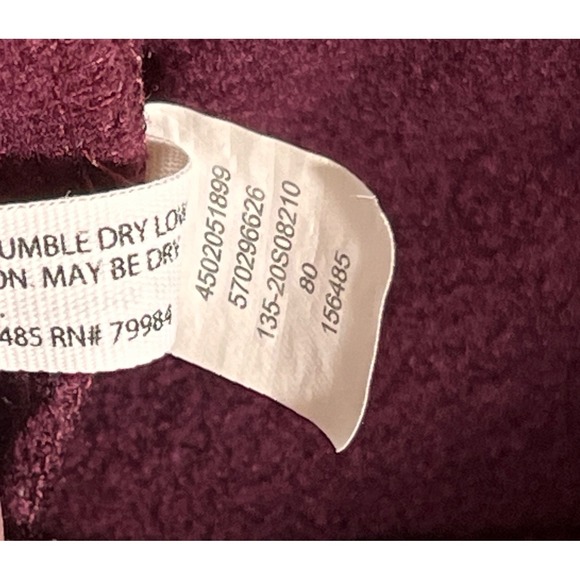 UMBLE DRY LOW
ON. MAY BE DRY
.
485 RN# 79984
4502051899
570296626
135-20S08210
80
156485